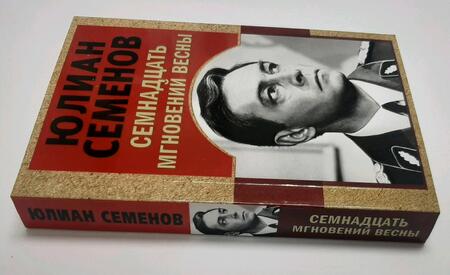 ЮЛИАН
СЕМЕНОВ
СЕМНАДЦАТЬ
МГНОВЕНИЙ ВЕСНЫ
ЮЛИАН СЕМЕНОВ
СЕМНАДЦАТЬ
МГНОВЕНИЙ ВЕСНЫ